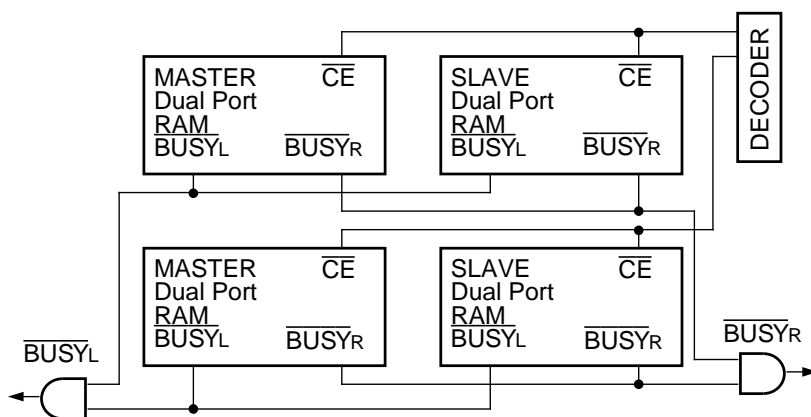 MASTER
Dual Port
RAM
CE
BUSYL
BUSYR
SLAVE
Dual Port
RAM
CE
BUSYL
BUSYR
DECODER
MASTER
Dual Port
RAM
CE
BUSYL
BUSYR
SLAVE
Dual Port
RAM
CE
BUSYL
BUSYR
BUSYL
BUSYR